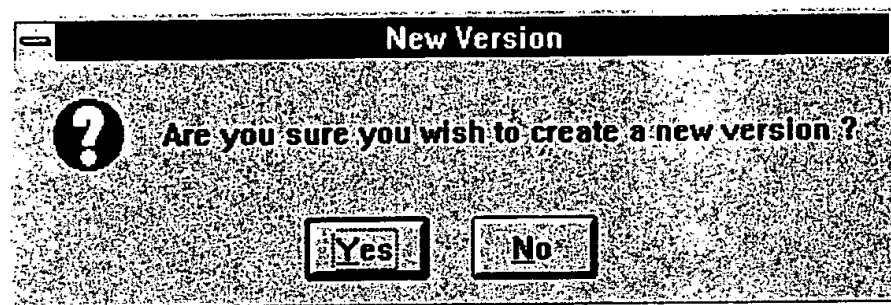 New Version
Are you sure you wish to create a new version ?
Yes
No